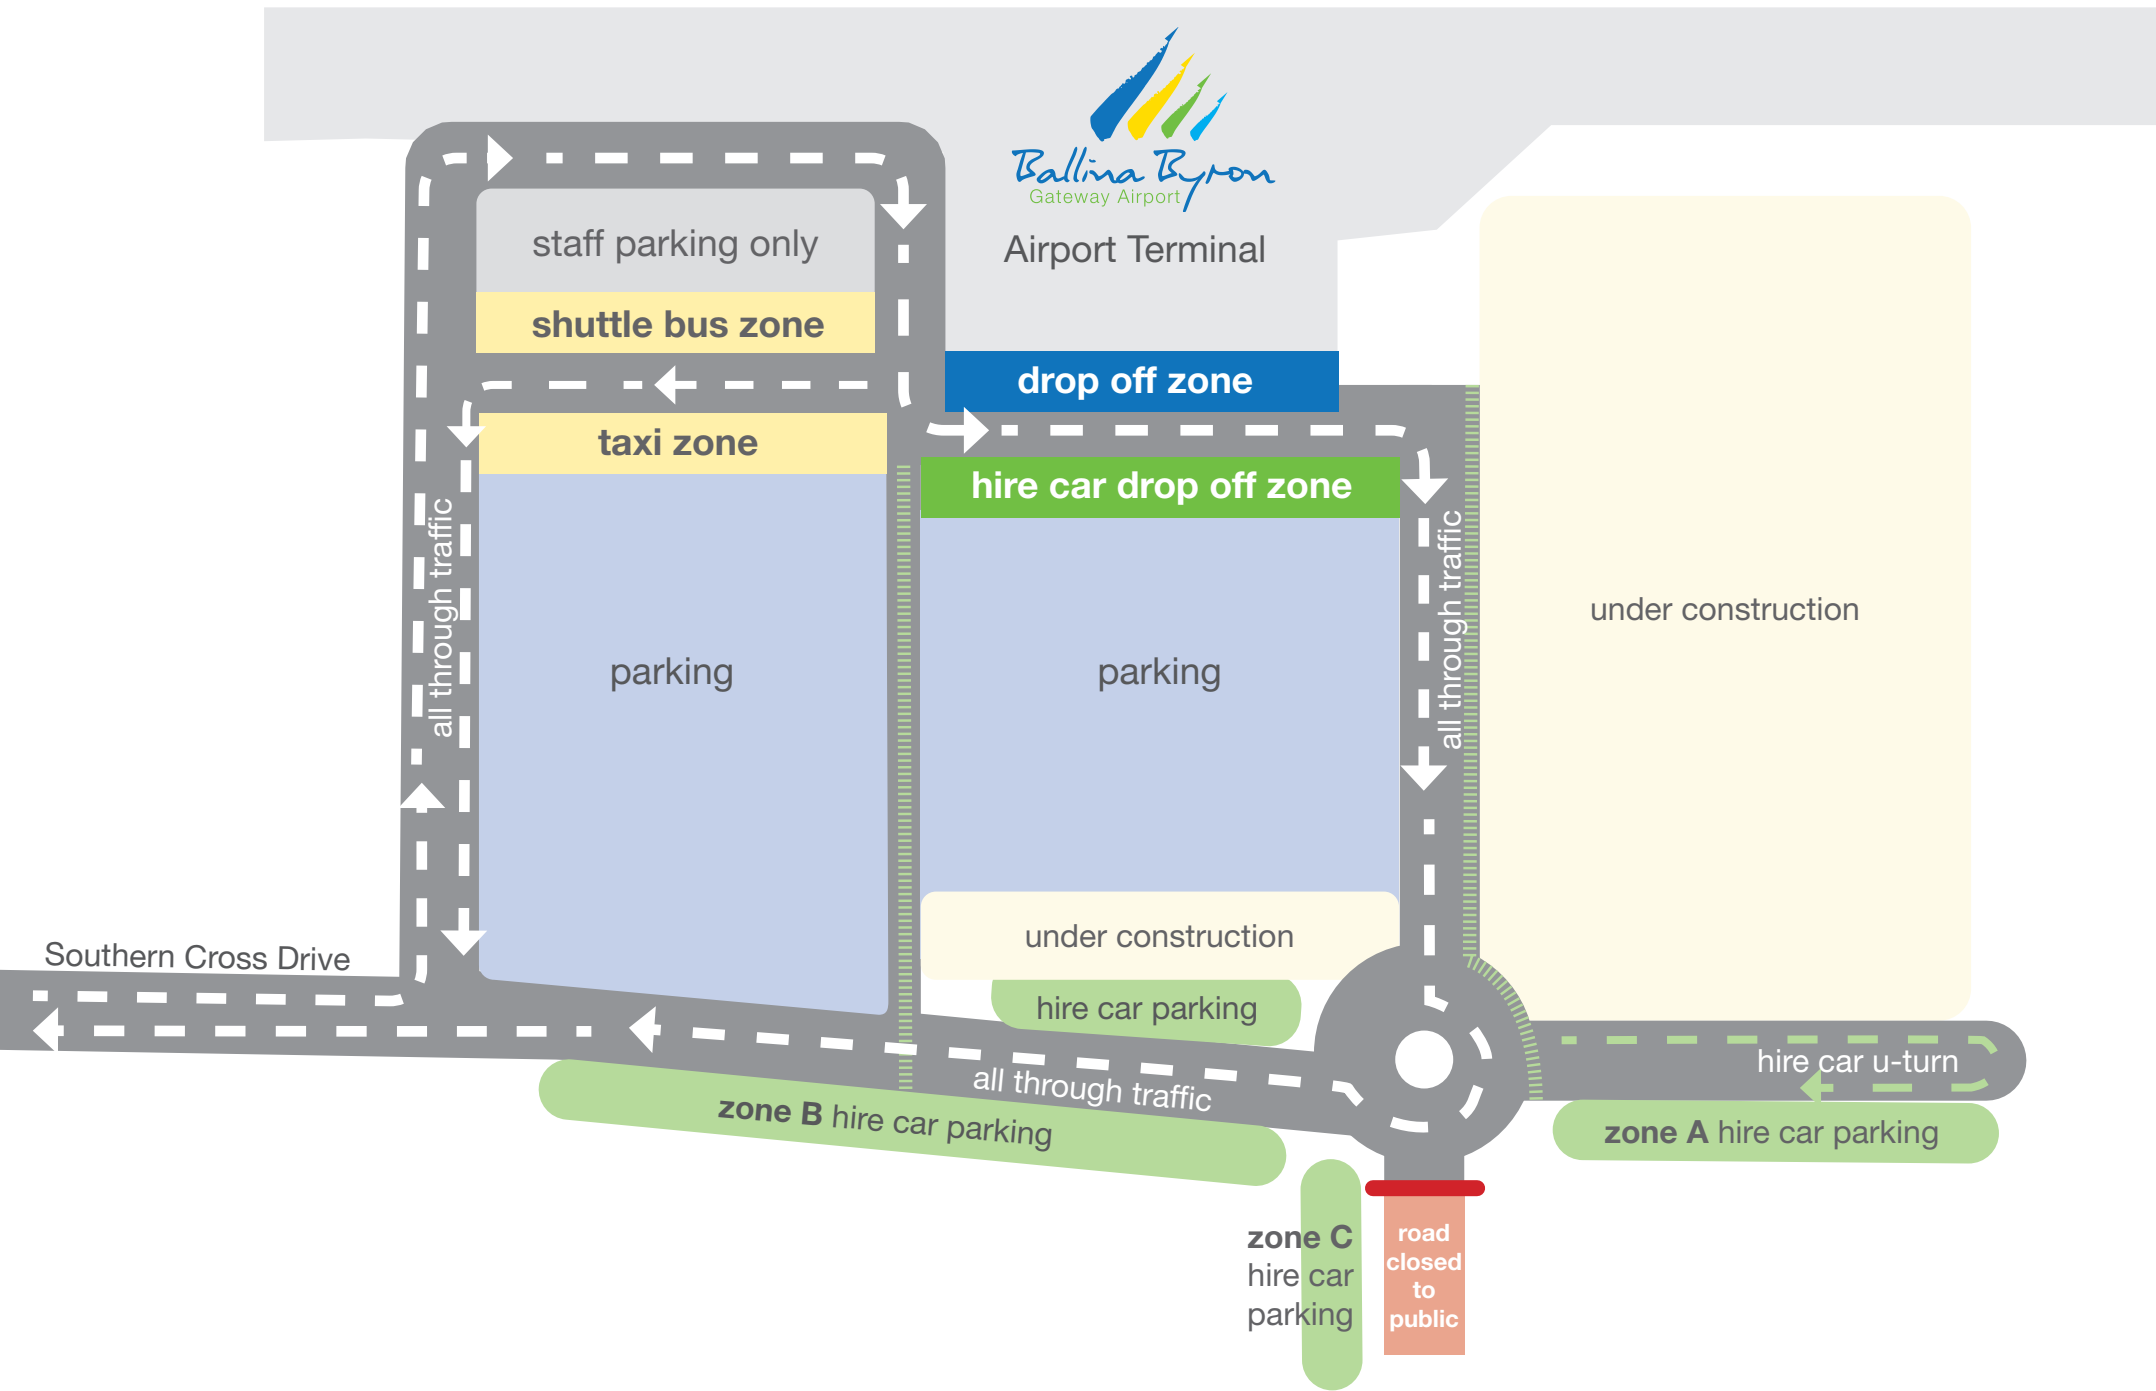 Ballina Byron
Gateway Airport
Airport Terminal
staff parking only
shuttle bus zone
drop off zone
taxi zone
hire car drop off zone
all through traffic
all through traffic
under construction
parking
parking
under construction
Southern Cross Drive
hire car parking
hire car u-turn
all through traffic
zone B hire car parking
zone A hire car parking
zone C
hire car
parking
road
closed
to
public